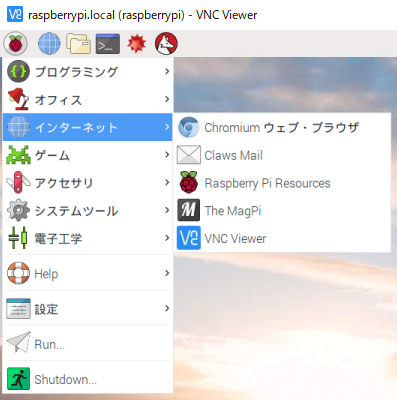 raspberrypi.local (raspberrypi) - VNC Viewer
プログラミング
オフィス
インターネット
Chromium ウェブ・ブラウザ
ゲーム
Claws Mail
アクセサリ
Raspberry Pi Resources
システムツール
The MagPi
電子工学
VNC Viewer
Help
設定
Run...
Shutdown...